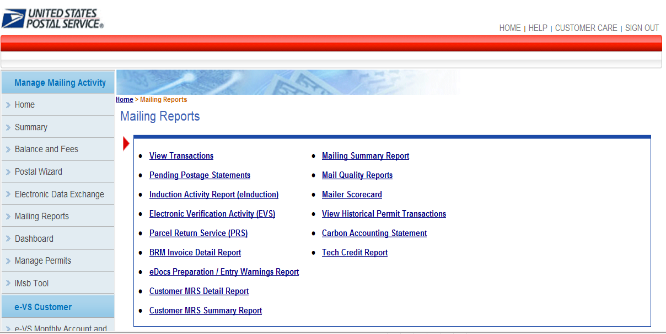 UNITED STATES
POSTAL SERVICE®
HOME | HELP | CUSTOMER CARE | SIGN OUT
Manage Mailing Activity
Home
Summary
Balance and Fees
Postal Wizard
Electronic Data Exchange
Mailing Reports
Dashboard
Manage Permits
IMsb Tool
e-VS Customer
e-VS Monthly Account and
Home > Mailing Reports
Mailing Reports
View Transactions
Pending Postage Statements
Induction Activity Report (eInduction)
Electronic Verification Activity (EVS)
Parcel Return Service (PRS)
BRM Invoice Detail Report
eDocs Preparation / Entry Warnings Report
Customer MRS Detail Report
Customer MRS Summary Report
Mailing Summary Report
Mail Quality Reports
Mailer Scorecard
View Historical Permit Transactions
Carbon Accounting Statement
Tech Credit Report